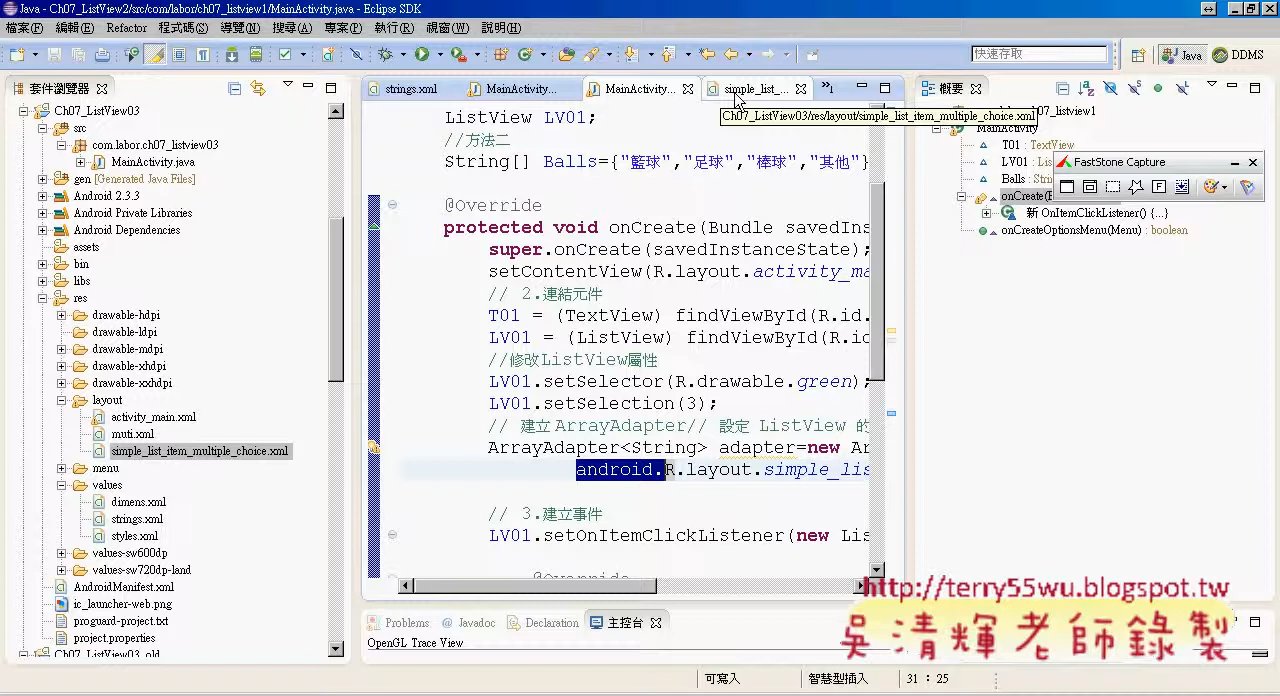 Java - Ch07_ListView2/src/com/labor/ch07_listview1/MainActivity.java - Eclipse SDK
檔案(F) 編輯(E) Refactor 程式碼(S) 導覽(N) 搜尋(A) 專案(P) 執行(R) 視窗(W) 說明(H)
快速存取 Java DDMS
套件瀏覽器
strings.xml MainActivity... MainActivity... simple_list_...
概要
Ch07_ListView03/res/layout/simple_list_item_multiple_choice.xml
Ch07_ListView03
src
com.labor.ch07_listview03
MainActivity.java
gen [Generated Java Files]
Android 2.3.3
Android Private Libraries
Android Dependencies
assets
bin
libs
res
drawable-hdpi
drawable-ldpi
drawable-mdpi
drawable-xhdpi
drawable-xxhdpi
layout
activity_main.xml
muti.xml
simple_list_item_multiple_choice.xml
menu
values
dimens.xml
strings.xml
styles.xml
values-sw600dp
values-sw720dp-land
AndroidManifest.xml
ic_launcher-web.png
proguard-project.txt
project.properties
ListView LV01;
//方法二
String[] Balls={"籃球","足球","棒球","其他"}
@Override
protected void onCreate(Bundle savedIns
super.onCreate(savedInstanceState);
setContentView(R.layout.activity_ma
// 2.連結元件
T01 = (TextView) findViewById(R.id.
LV01 = (ListView) findViewById(R.id
//修改ListView屬性
LV01.setSelector(R.drawable.green);
LV01.setSelection(3);
// 建立ArrayAdapter// 設定 ListView 的
ArrayAdapter<String> adapter=new Ar
android.R.layout.simple_lis
// 3.建立事件
LV01.setOnItemClickListener(new Lis
@Override
MainActivity
T01 : TextView
LV01 : Lis
Balls : Strin
onCreate(B
新 OnItemClickListener() {...}
onCreateOptionsMenu(Menu) : boolean
FastStone Capture
Problems Javadoc Declaration 主控台
OpenGL Trace View
http://terry55wu.blogspot.tw
吳清輝老師錄製
可寫入 智慧型插入 31 : 25